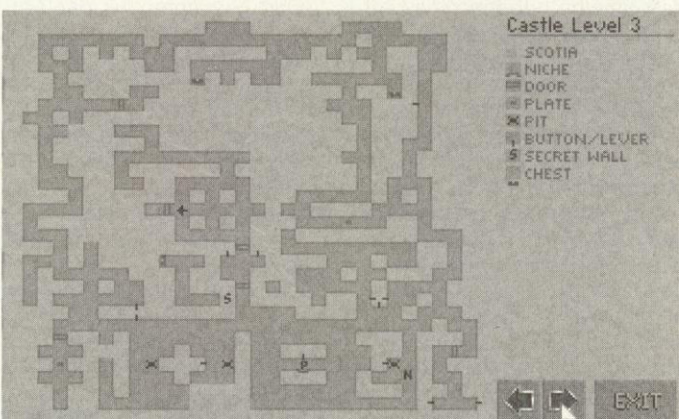 Castle Level 3
SCOTIA
NICHE
DOOR
PLATE
PIT
BUTTON/LEVER
S SECRET WALL
CHEST
S
P
N
EXIT